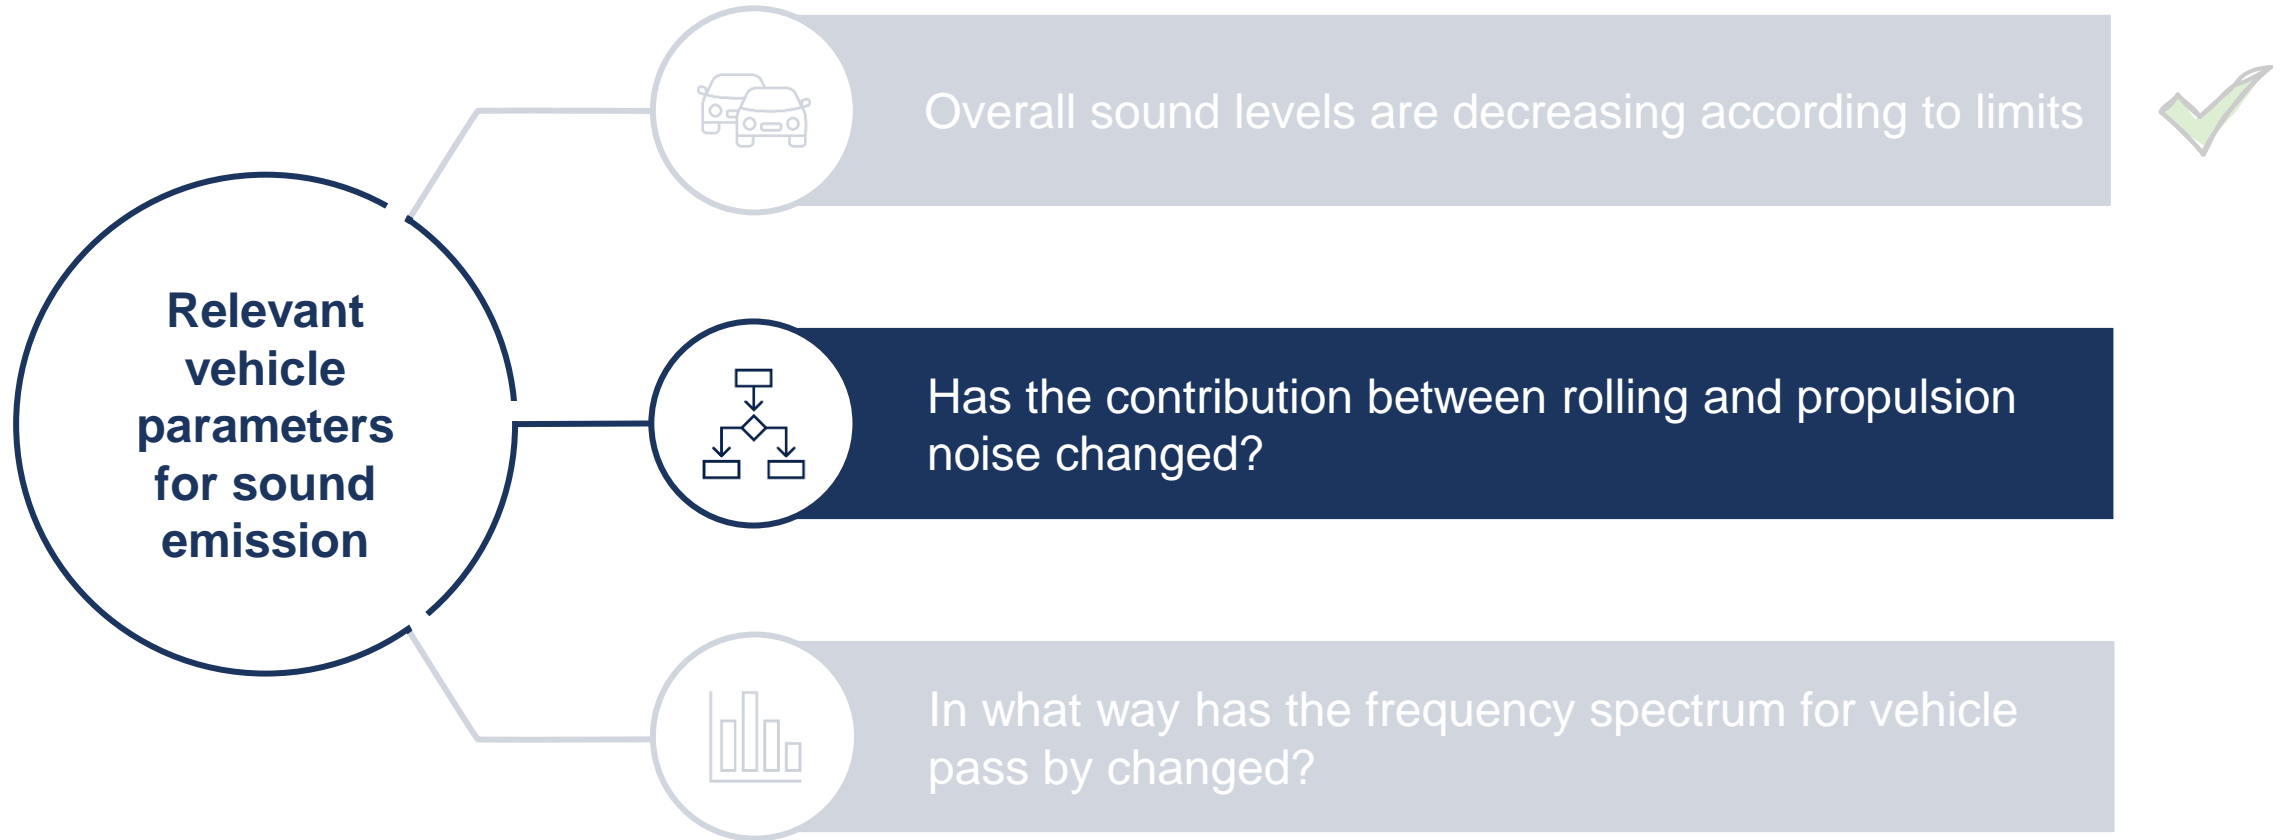 Relevant
vehicle
parameters
for sound
emission
Overall sound levels are decreasing according to limits
Has the contribution between rolling and propulsion
noise changed?
In what way has the frequency spectrum for vehicle
pass by changed?